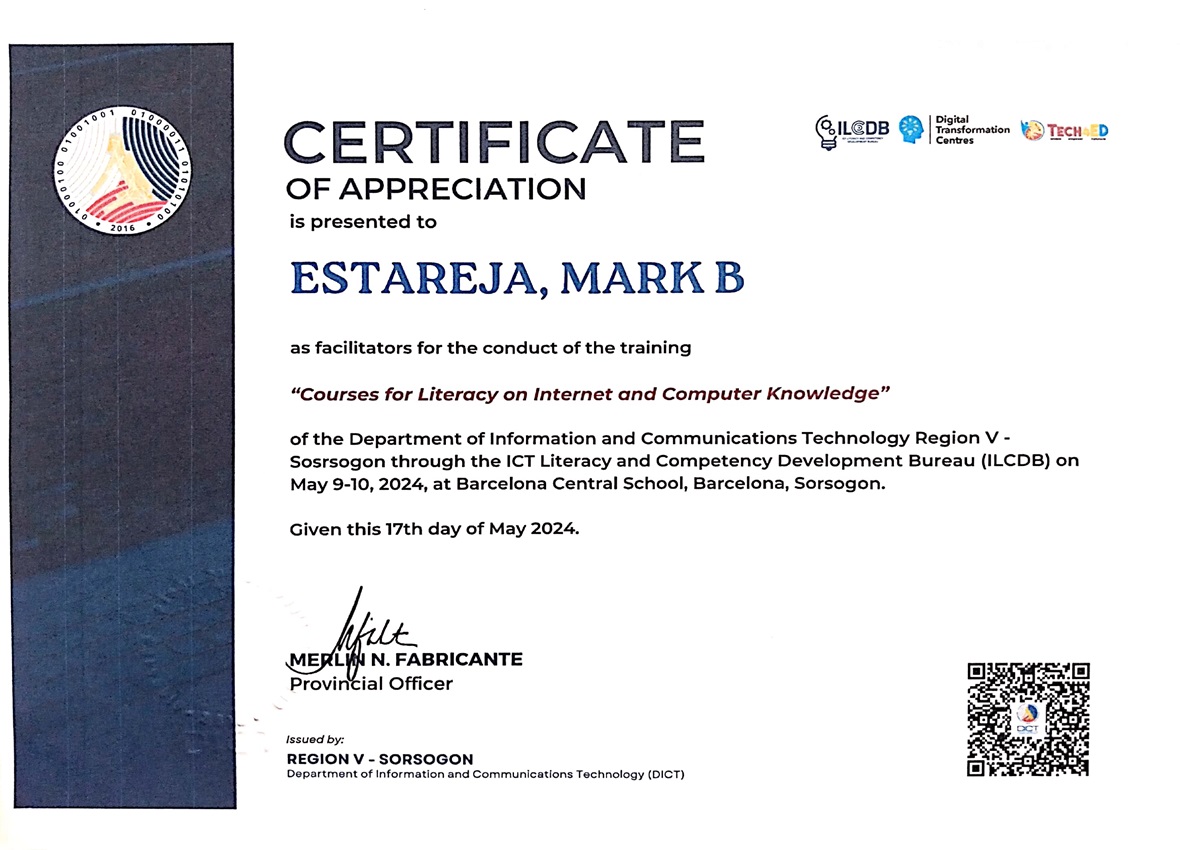 CERTIFICATE
OF APPRECIATION
is presented to
ESTAREJA, MARK B
as facilitators for the conduct of the training
“Courses for Literacy on Internet and Computer Knowledge”
of the Department of Information and Communications Technology Region V -
Sosrsogon through the ICT Literacy and Competency Development Bureau (ILCDB) on
May 9-10, 2024, at Barcelona Central School, Barcelona, Sorsogon.
Given this 17th day of May 2024.
MERLIN N. FABRICANTE
Provincial Officer
Issued by:
REGION V - SORSOGON
Department of Information and Communications Technology (DICT)
ILCDB
Digital
Transformation
Centres
TECH4ED
01000100 01001001 01000011 01010100
2016
DICT